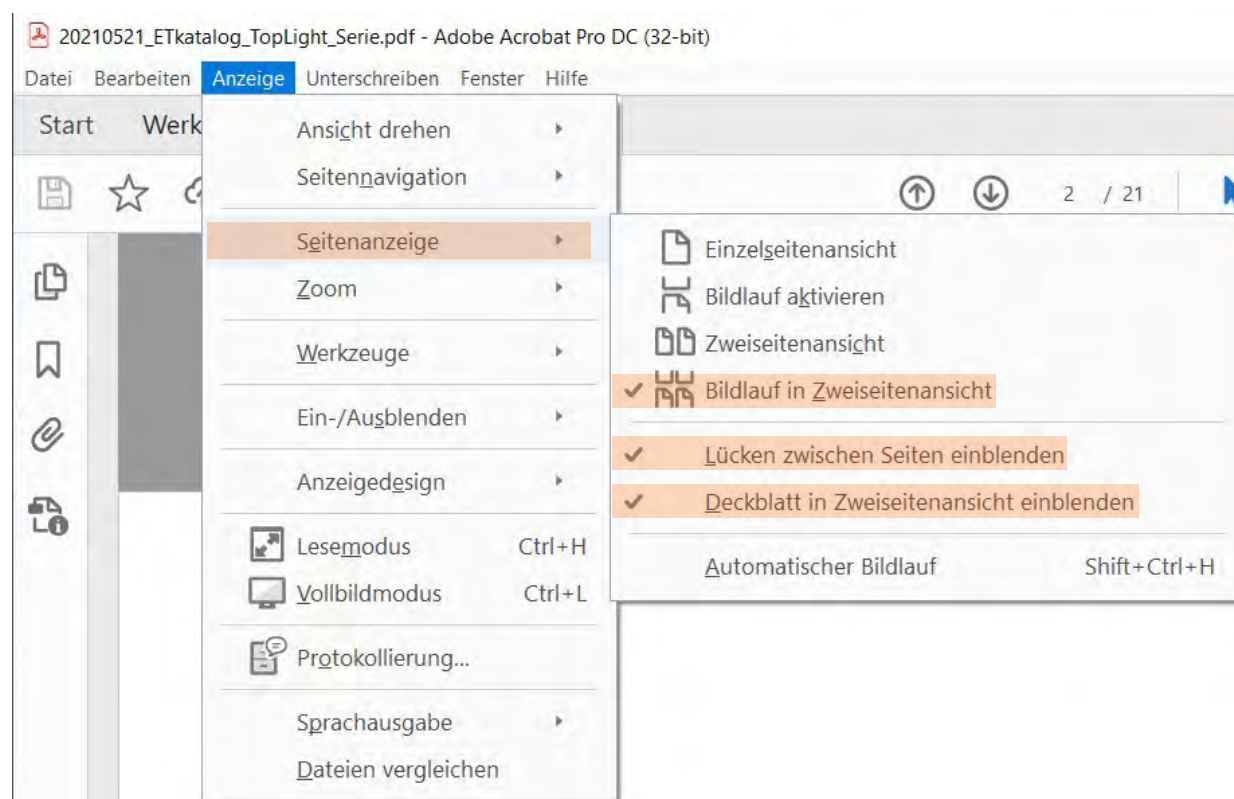 20210521_ETkatalog_TopLight_Serie.pdf - Adobe Acrobat Pro DC (32-bit)
Datei Bearbeiten Anzeige Unterschreiben Fenster Hilfe
Start Werk
Ansicht drehen
Seitennavigation
2 / 21
Seitenanzeige
Zoom
Werkzeuge
Ein-/Ausblenden
Anzeigedesign
Lesemodus Ctrl+H
Vollbildmodus Ctrl+L
Protokollierung...
Sprachausgabe
Dateien vergleichen
Einzelseitenansicht
Bildlauf aktivieren
Zweiseitenansicht
Bildlauf in Zweiseitenansicht
Lücken zwischen Seiten einblenden
Deckblatt in Zweiseitenansicht einblenden
Automatischer Bildlauf Shift+Ctrl+H